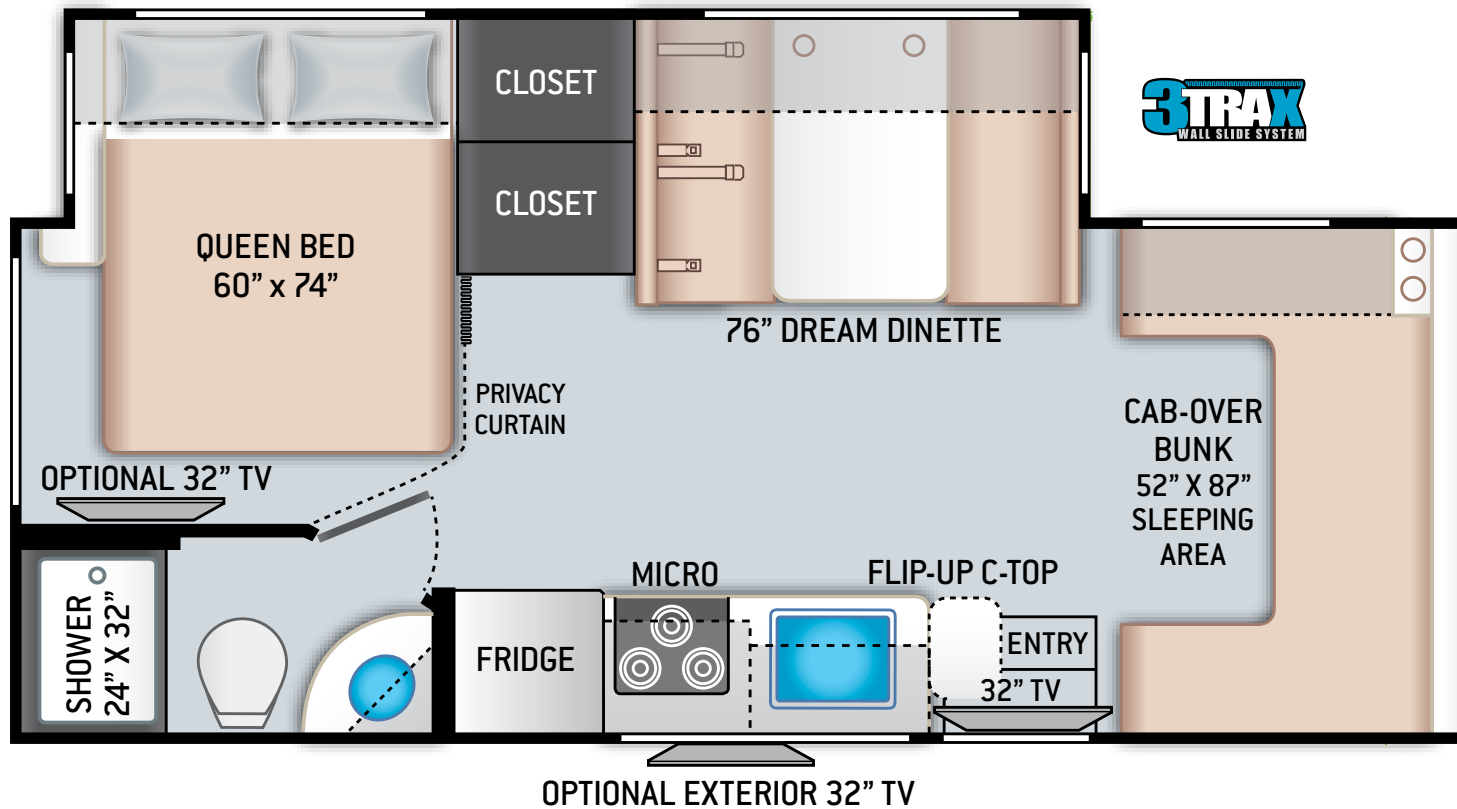 CLOSET
CLOSET
3TRAX
WALL SLIDE SYSTEM
QUEEN BED
60” x 74”
76” DREAM DINETTE
PRIVACY
CURTAIN
CAB-OVER
BUNK
52” X 87”
SLEEPING
AREA
OPTIONAL 32” TV
SHOWER
24” X 32”
MICRO
FLIP-UP C-TOP
FRIDGE
ENTRY
32” TV
OPTIONAL EXTERIOR 32” TV